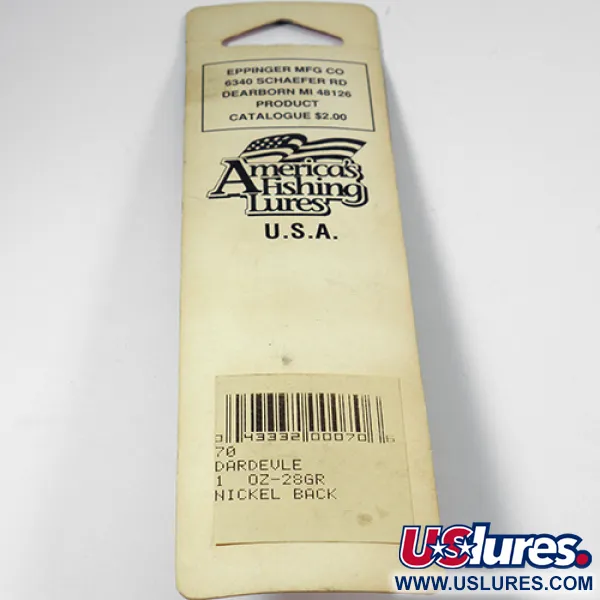 EPPINGER MFG CO
6340 SCHAEFER RD
DEARBORN MI 48126
PRODUCT
CATALOGUE $2.00
America's
Fishing
Lures
U.S.A.
0 43332 00070 6
70
DARDEVLE
1 OZ-28GR
NICKEL BACK
USlures.
WWW.USLURES.COM